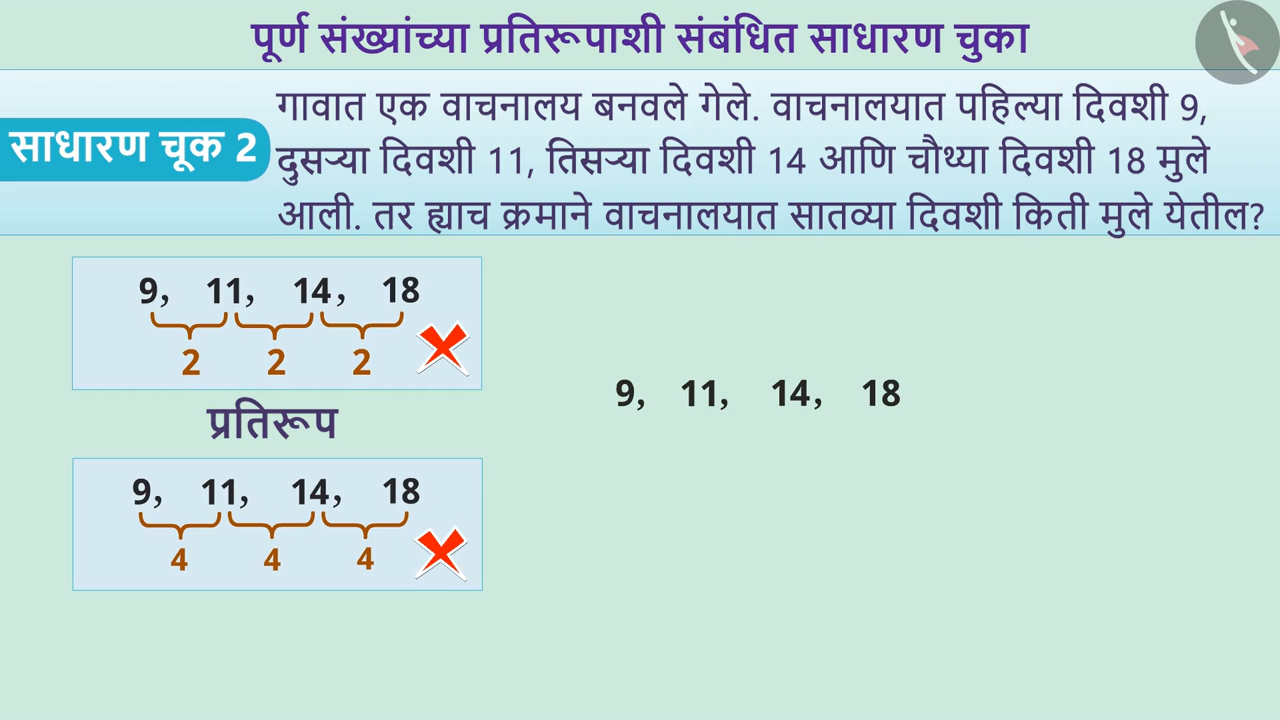 पूर्ण संख्यांच्या प्रतिरूपाशी संबंधित साधारण चुका
साधारण चूक 2
गावात एक वाचनालय बनवले गेले. वाचनालयात पहिल्या दिवशी 9,
दुसऱ्या दिवशी 11, तिसऱ्या दिवशी 14 आणि चौथ्या दिवशी 18 मुले
आली. तर ह्याच क्रमाने वाचनालयात सातव्या दिवशी किती मुले येतील?
9, 11, 14, 18
2 2 2
प्रतिरूप
9, 11, 14, 18
4 4 4
9, 11, 14, 18